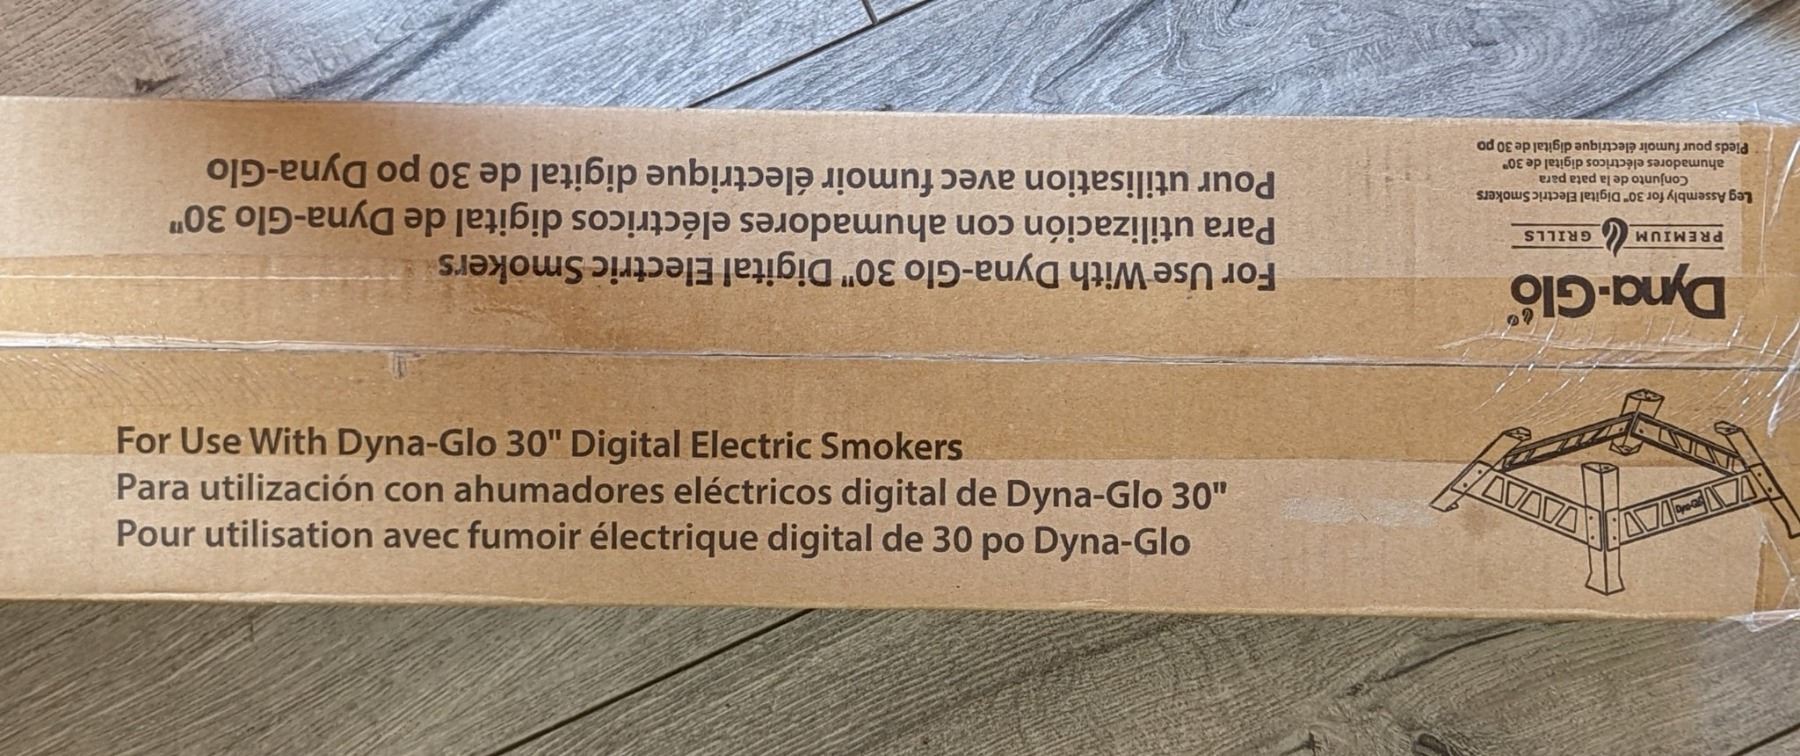 For Use With Dyna-Glo 30" Digital Electric Smokers
Para utilización con ahumadores eléctricos digital de Dyna-Glo 30"
Pour utilisation avec fumoir électrique digital de 30 po Dyna-Glo
Dyna-Glo
Dyna-Glo
PREMIUM GRILLS
Leg Assembly for 30" Digital Electric Smokers
Conjunto de la pata para
ahumadores eléctricos digital de 30"
Pieds pour fumoir électrique digital de 30 po
For Use With Dyna-Glo 30" Digital Electric Smokers
Para utilización con ahumadores eléctricos digital de Dyna-Glo 30"
Pour utilisation avec fumoir électrique digital de 30 po Dyna-Glo